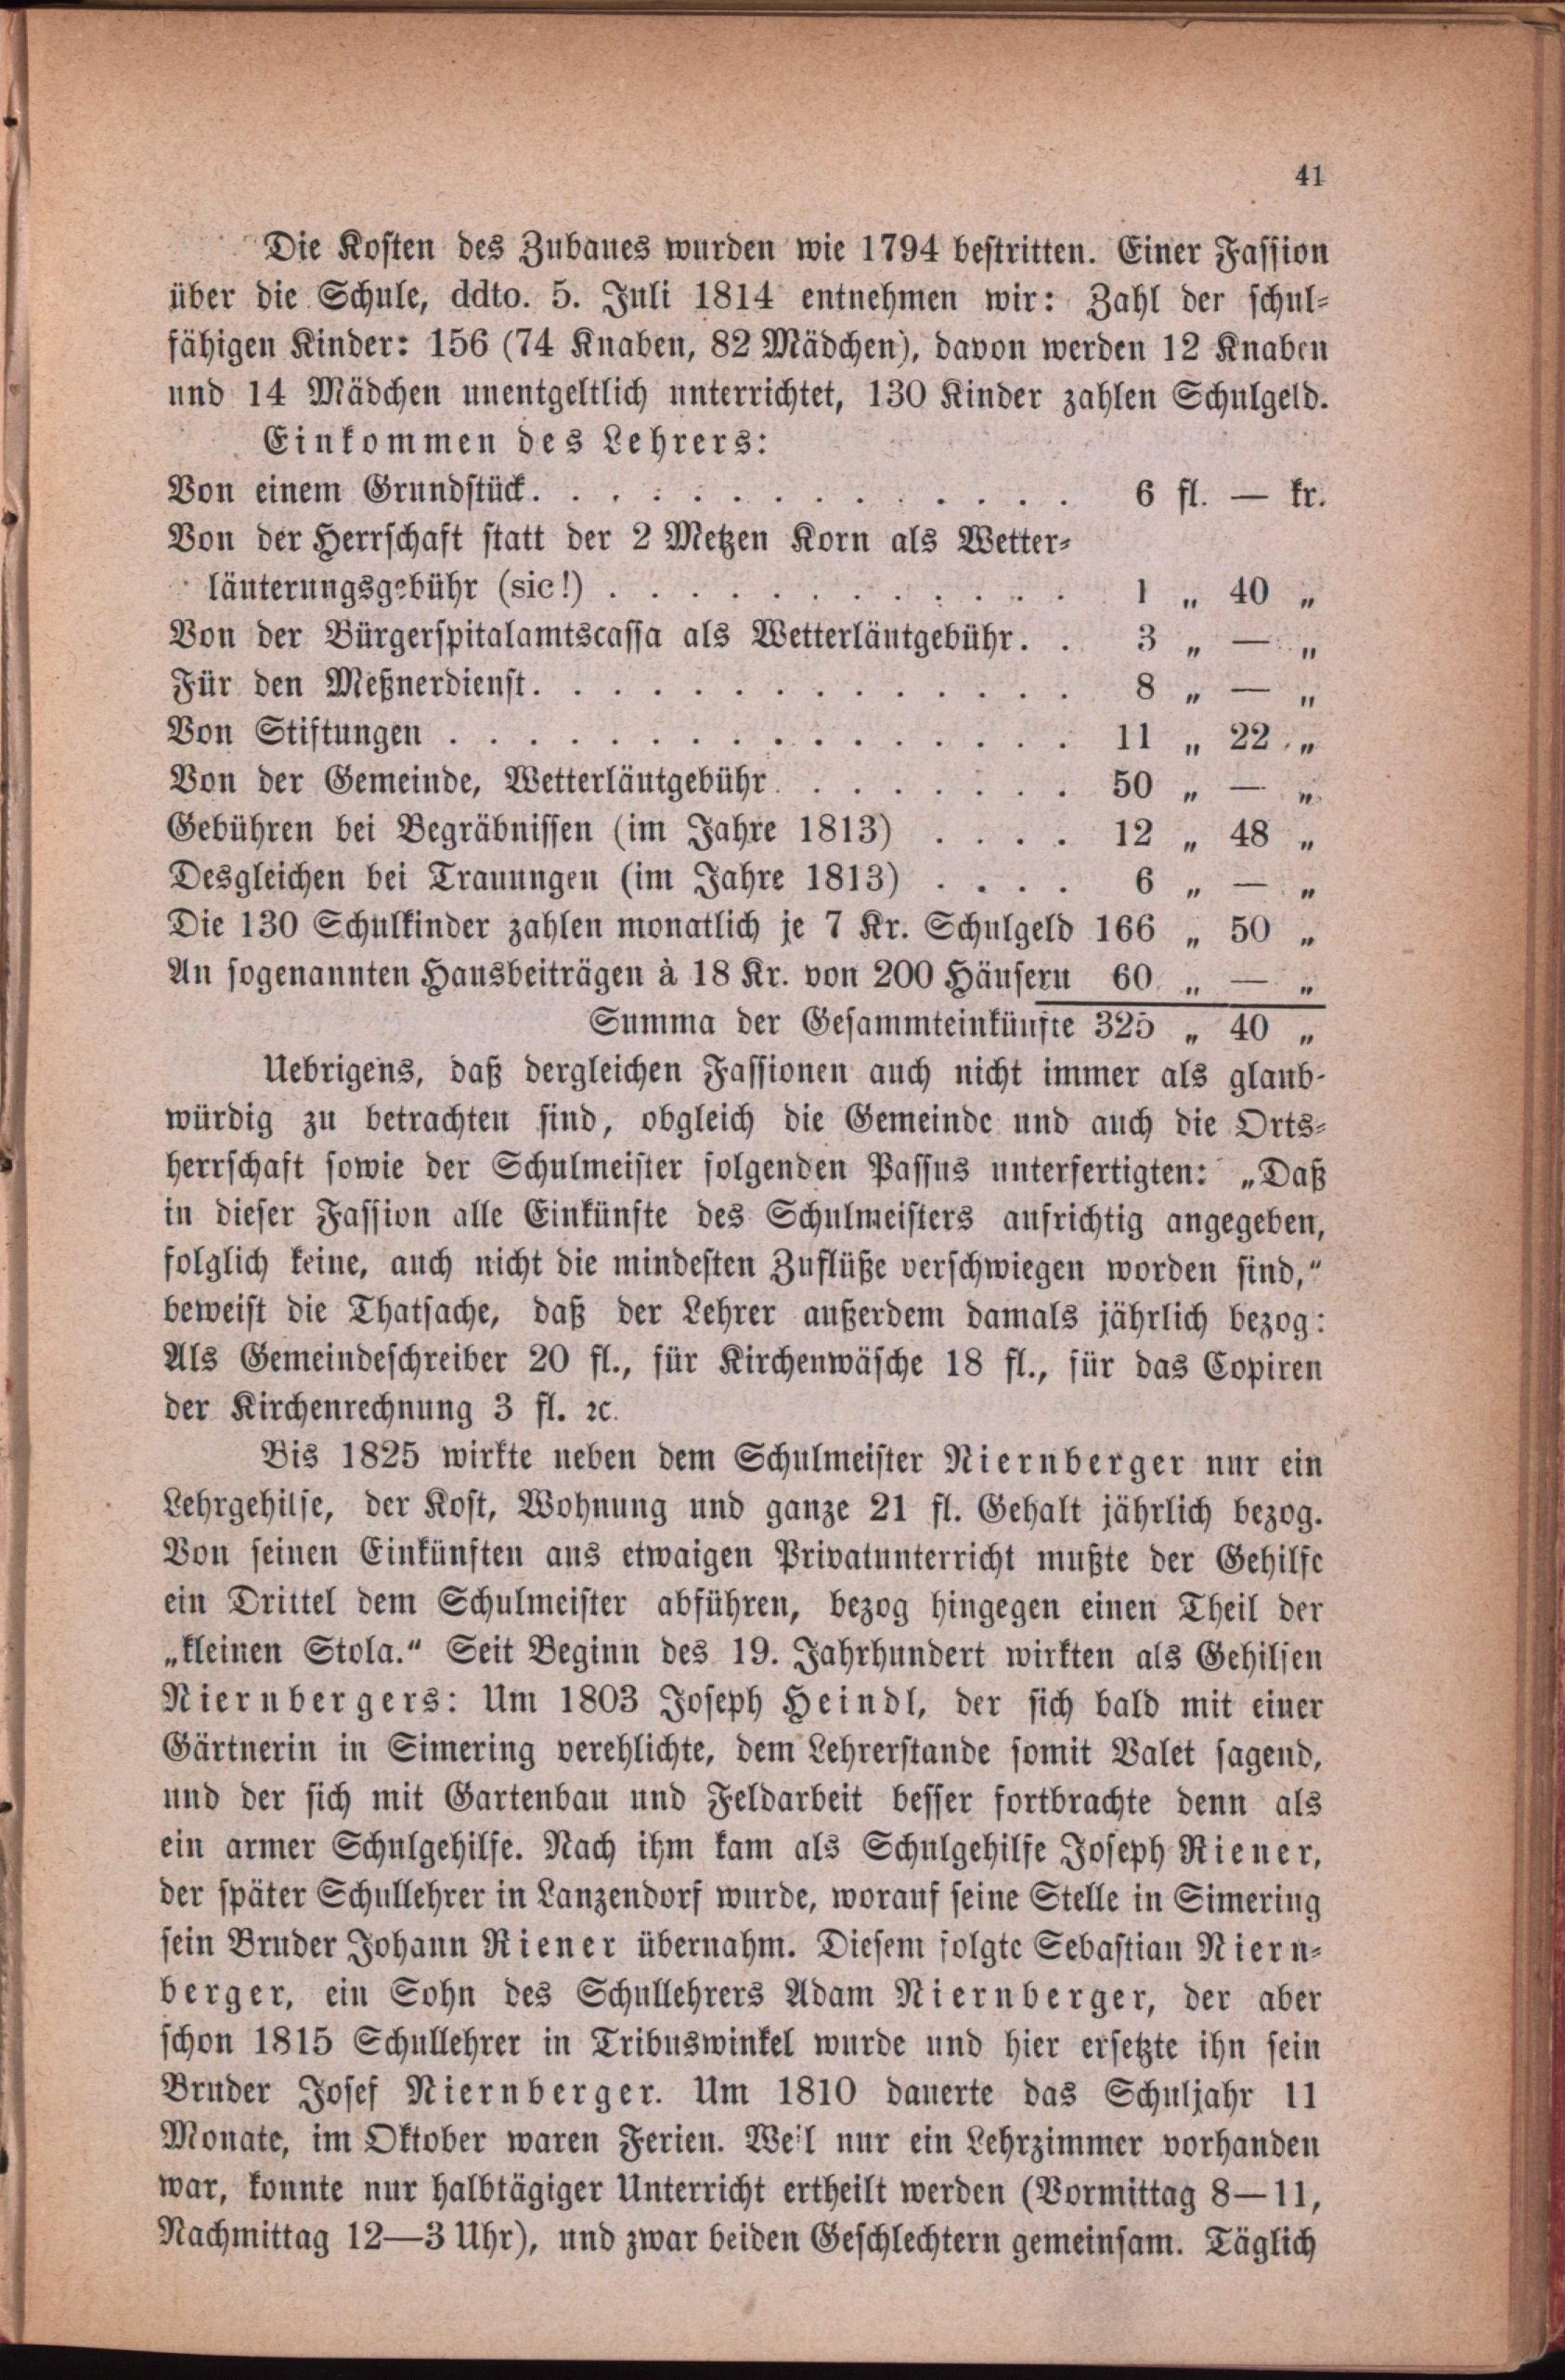 41
Die Kosten des Zubaues wurden wie 1794 bestritten. Einer Fassion
über die Schule, ddto. 5. Juli 1814 entnehmen wir: Zahl der schul-
fähigen Kinder: 156 (74 Knaben, 82 Mädchen), davon werden 12 Knaben
und 14 Mädchen unentgeltlich unterrichtet, 130 Kinder zahlen Schulgeld.
Einkommen des Lehrers:
Von einem Grundstück. . . . . . . . . . . . . . 6 fl. — kr.
Von der Herrschaft statt der 2 Metzen Korn als Wetter-
läuterungsgebühr (sic!) . . . . . . . . . . . . 1 „ 40 „
Von der Bürgerspitalamtscassa als Wetterläutgebühr. . 3 „ — „
Für den Meßnerdienst. . . . . . . . . . . . . . 8 „ — „
Von Stiftungen . . . . . . . . . . . . . . . . 11 „ 22 „
Von der Gemeinde, Wetterläutgebühr. . . . . . . . 50 „ — „
Gebühren bei Begräbnissen (im Jahre 1813) . . . . 12 „ 48 „
Desgleichen bei Trauungen (im Jahre 1813) . . . . 6 „ — „
Die 130 Schulkinder zahlen monatlich je 7 Kr. Schulgeld 166 „ 50 „
An sogenannten Hausbeiträgen à 18 Kr. von 200 Häusern 60 „ — „
Summa der Gesammteinkünfte 325 „ 40 „
Uebrigens, daß dergleichen Fassionen auch nicht immer als glaub-
würdig zu betrachten sind, obgleich die Gemeinde und auch die Orts-
herrschaft sowie der Schulmeister folgenden Passus unterfertigten: „Daß
in dieser Fassion alle Einkünfte des Schulmeisters aufrichtig angegeben,
folglich keine, auch nicht die mindesten Zuflüße verschwiegen worden sind,“
beweist die Thatsache, daß der Lehrer außerdem damals jährlich bezog:
Als Gemeindeschreiber 20 fl., für Kirchenwäsche 18 fl., für das Copiren
der Kirchenrechnung 3 fl. ꝛc.
Bis 1825 wirkte neben dem Schulmeister Niernberger nur ein
Lehrgehilfe, der Kost, Wohnung und ganze 21 fl. Gehalt jährlich bezog.
Von seinen Einkünften aus etwaigen Privatunterricht mußte der Gehilfe
ein Drittel dem Schulmeister abführen, bezog hingegen einen Theil der
„kleinen Stola.“ Seit Beginn des 19. Jahrhundert wirkten als Gehilfen
Niernbergers: Um 1803 Joseph Heindl, der sich bald mit einer
Gärtnerin in Simering verehlichte, dem Lehrerstande somit Valet sagend,
und der sich mit Gartenbau und Feldarbeit besser fortbrachte denn als
ein armer Schulgehilfe. Nach ihm kam als Schulgehilfe Joseph Riener,
der später Schullehrer in Lanzendorf wurde, worauf seine Stelle in Simering
sein Bruder Johann Riener übernahm. Diesem folgte Sebastian Niern-
berger, ein Sohn des Schullehrers Adam Niernberger, der aber
schon 1815 Schullehrer in Tribuswinkel wurde und hier ersetzte ihn sein
Bruder Josef Niernberger. Um 1810 dauerte das Schuljahr 11
Monate, im Oktober waren Ferien. Weil nur ein Lehrzimmer vorhanden
war, konnte nur halbtägiger Unterricht ertheilt werden (Vormittag 8—11,
Nachmittag 12—3 Uhr), und zwar beiden Geschlechtern gemeinsam. Täglich